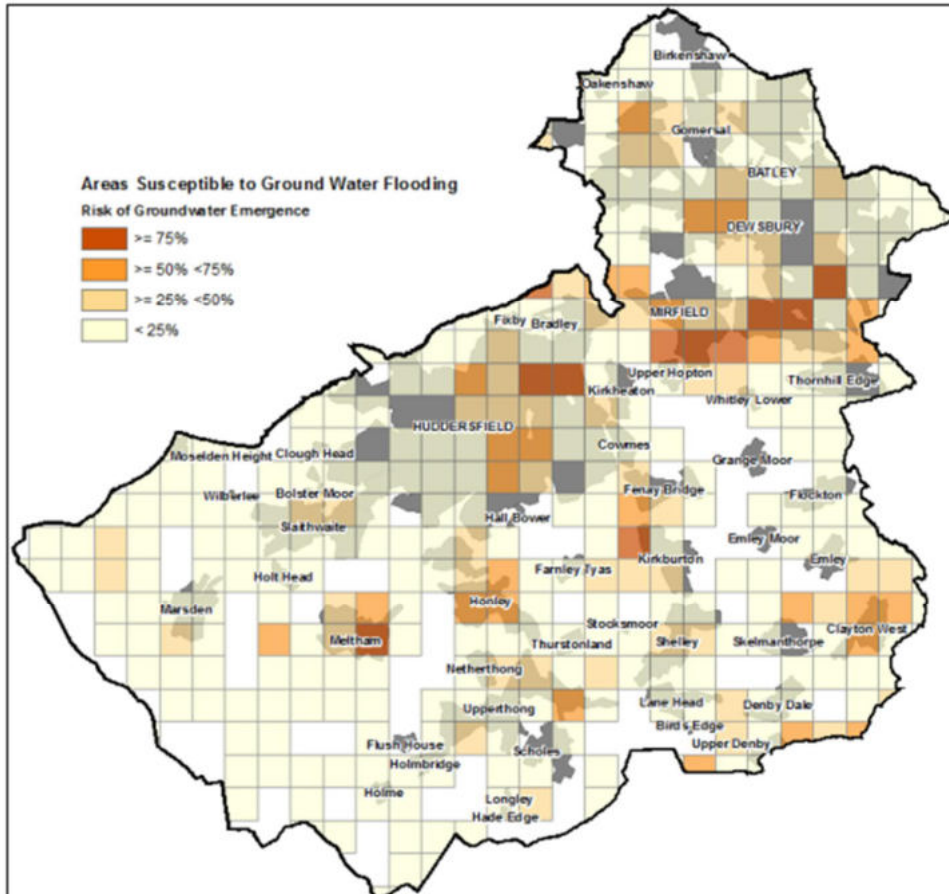 Birkenshaw
Oakenshaw
Gomersal
Areas Susceptible to Ground Water Flooding
BATLEY
Risk of Groundwater Emergence
>= 75%
DEWSBURY
>= 50% <75%
>= 25% <50%
MIRFIELD
< 25%
Fixby Bradley
Upper Hopton
Thornhill Edge
Kirkheaton
Whitley Lower
HUDDERSFIELD
Cowmes
Moselden Height
Clough Head
Grange Moor
Wilberlee
Bolster Moor
Fenay Bridge
Flockton
Hall Bower
Slaithwaite
Emley Moor
Kirkburton
Emley
Farnley Tyas
Holt Head
Marsden
Honley
Stocksmoor
Clayton West
Meltham
Thurstonland
Shelley
Skelmanthorpe
Netherthong
Lane Head
Denby Dale
Upperthong
Birds Edge
Flush House
Scholes
Upper Denby
Holmbridge
Holme
Longley
Hade Edge